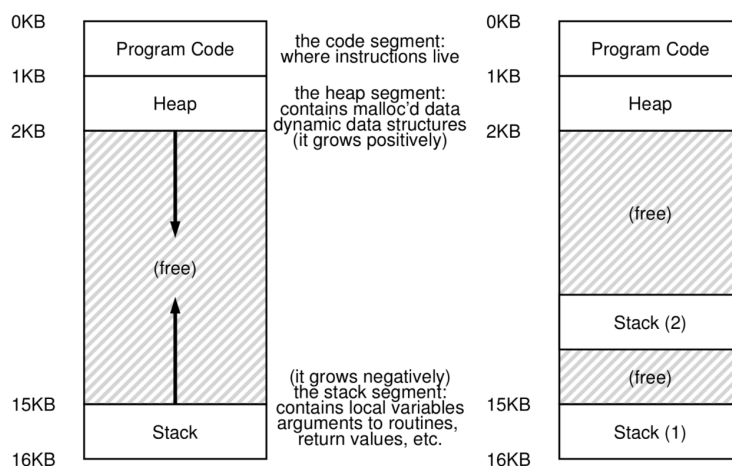 0KB
Program Code
the code segment:
where instructions live
1KB
Heap
the heap segment:
contains malloc'd data
dynamic data structures
(it grows positively)
2KB
(free)
(it grows negatively)
the stack segment:
contains local variables
arguments to routines,
return values, etc.
15KB
Stack
16KB
0KB
Program Code
1KB
Heap
2KB
(free)
Stack (2)
(free)
15KB
Stack (1)
16KB